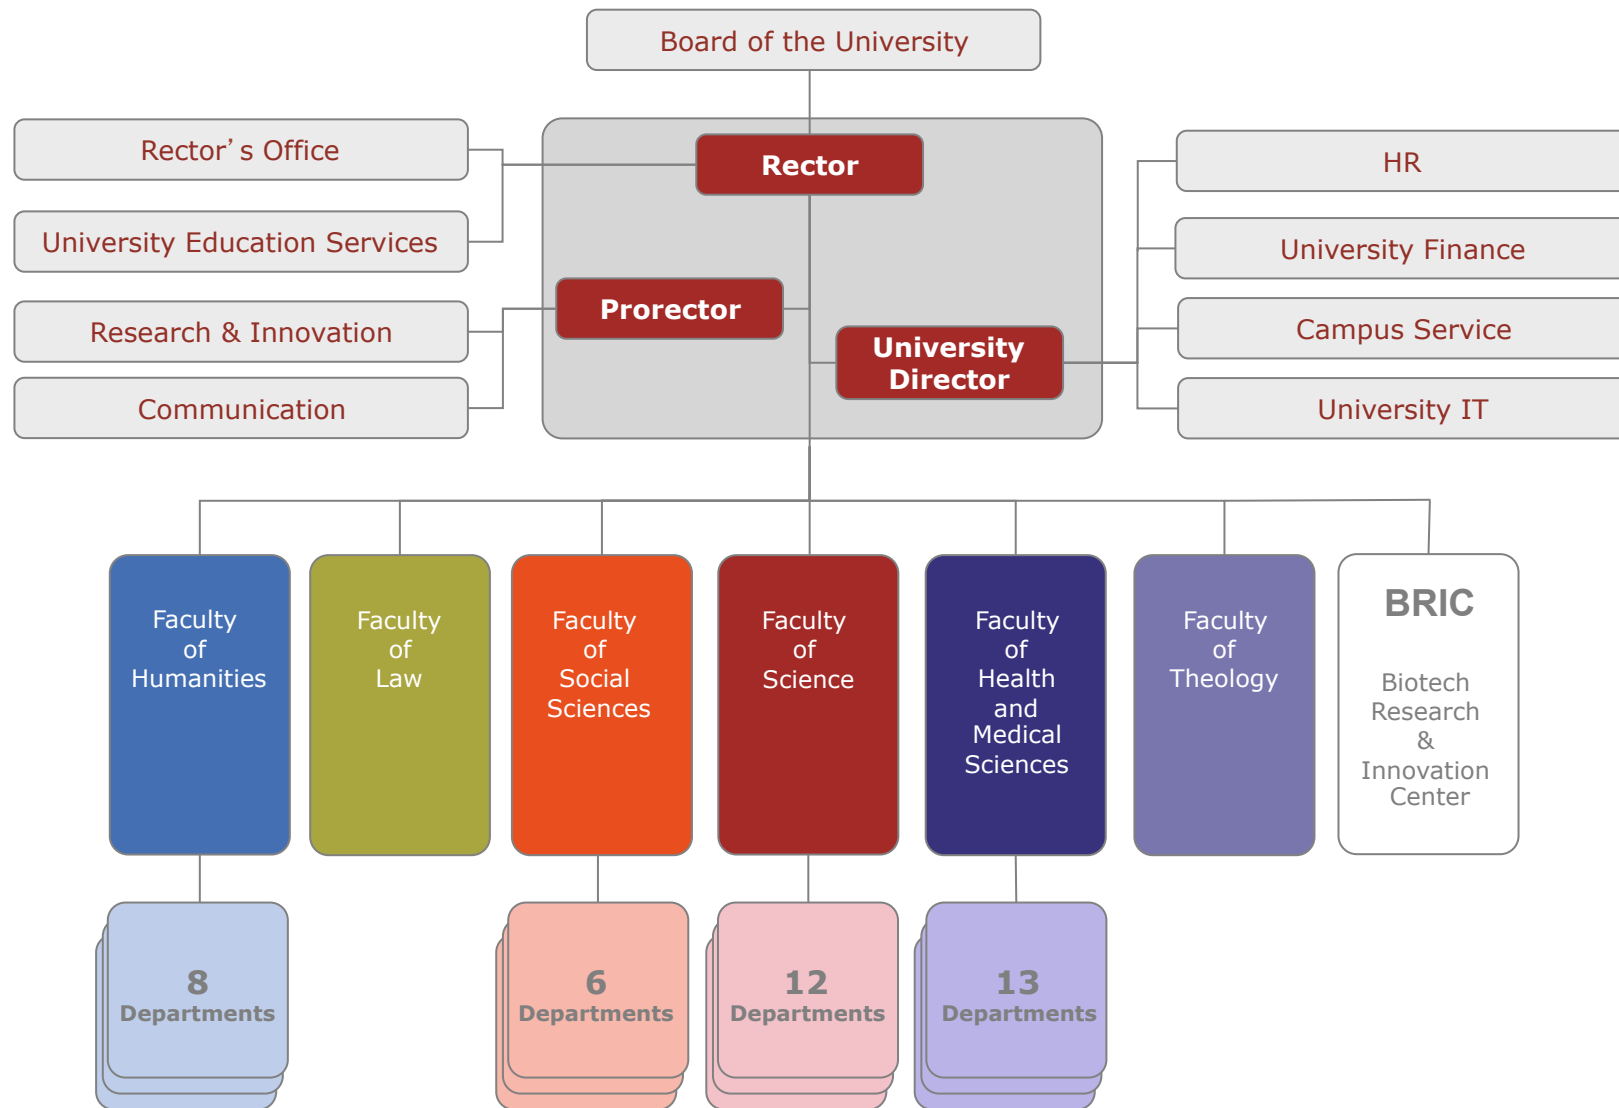 Board of the University
Rector’s Office
Rector
HR
University Education Services
University Finance
Prorector
Research & Innovation
Campus Service
University
Director
Communication
University IT
Faculty
of
Humanities
Faculty
of
Law
Faculty
of
Social
Sciences
Faculty
of
Science
Faculty
of
Health
and
Medical
Sciences
Faculty
of
Theology
BRIC
Biotech
Research
&
Innovation
Center
8
Departments
6
Departments
12
Departments
13
Departments